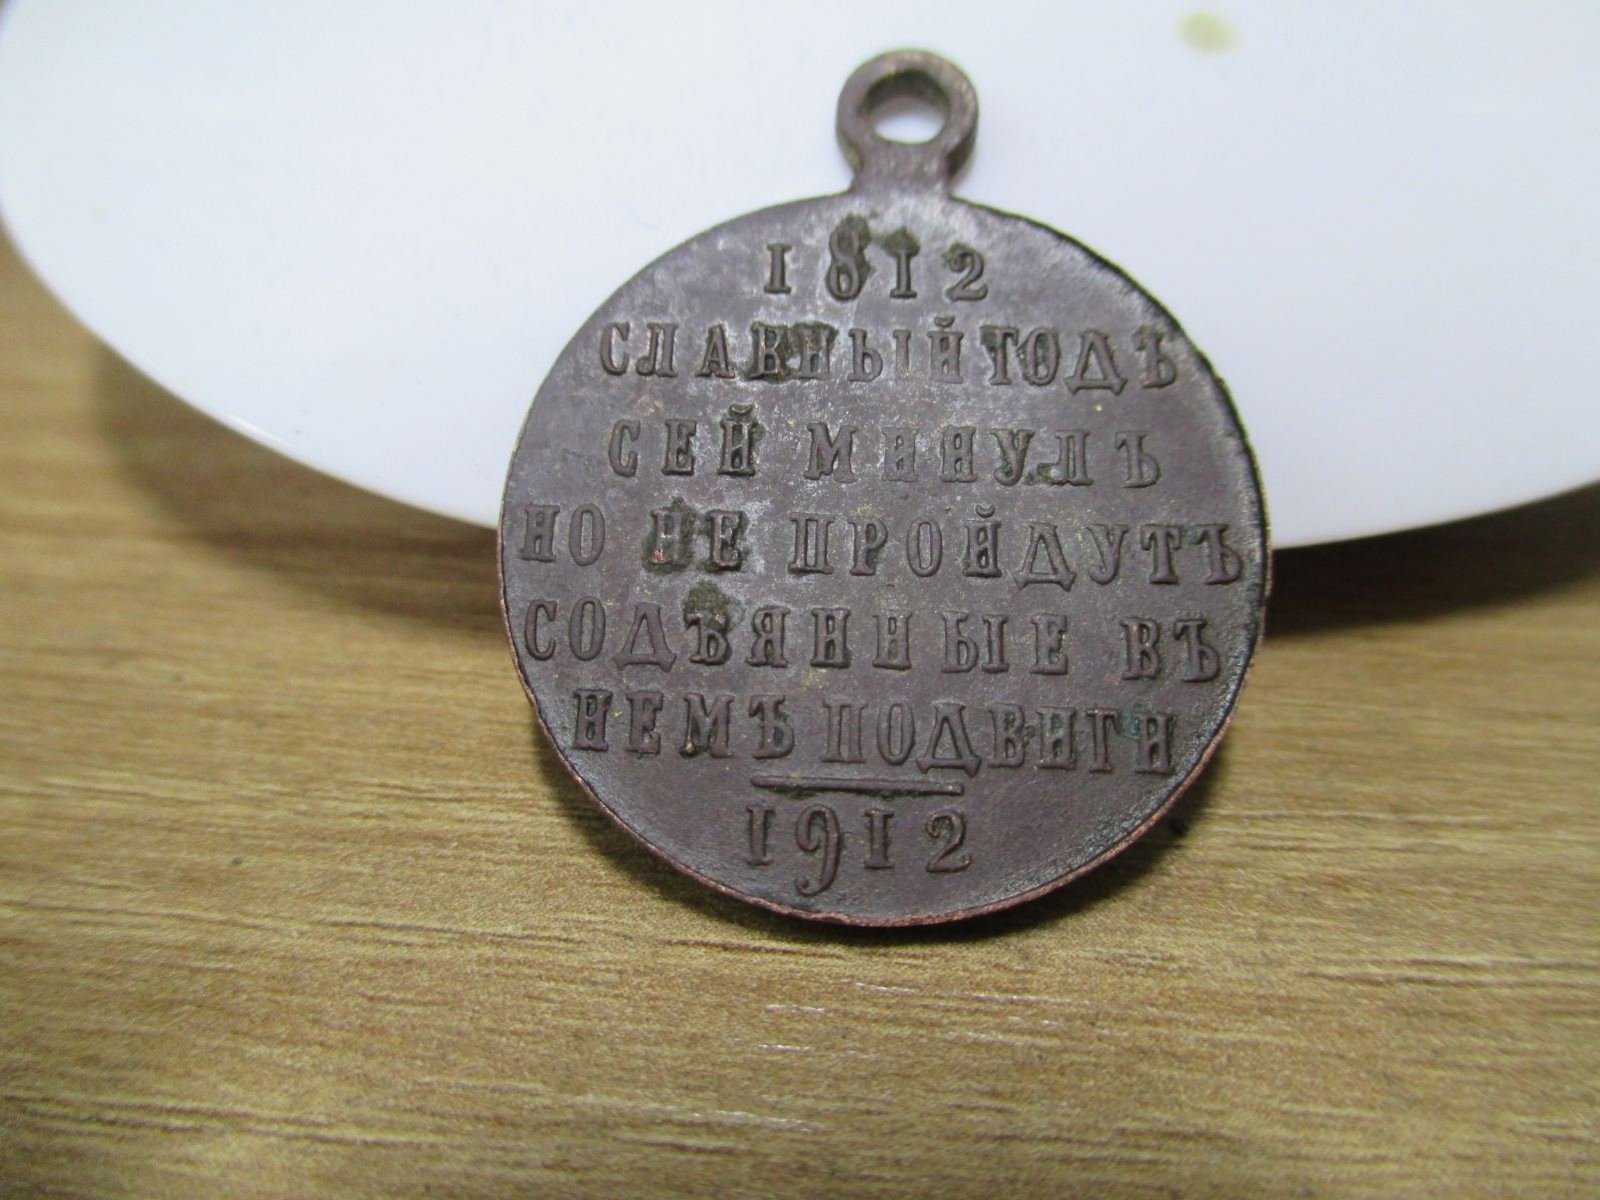 1812
СЛАВНЫЙ ГОДЪ
СЕЙ МИНУЛЪ
НО НЕ ПРОЙДУТЪ
СОДѢЯННЫЕ ВЪ
НЕМЪ ПОДВИГИ
1912